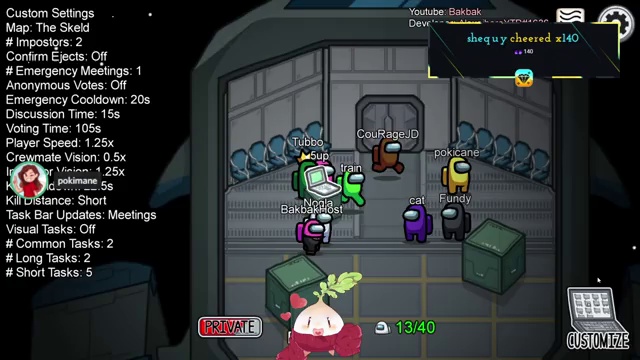 Custom Settings
Map: The Skeld
# Impostors: 2
Confirm Ejects: Off
# Emergency Meetings: 1
Anonymous Votes: Off
Emergency Cooldown: 20s
Discussion Time: 15s
Voting Time: 105s
Player Speed: 1.25x
Crewmate Vision: 0.5x
Vision: 1.25x
pokimane
Kill Distance: Short
Task Bar Updates: Meetings
Visual Tasks: Off
# Common Tasks: 2
# Long Tasks: 2
# Short Tasks: 5
Youtube: Bakbak
shequy cheered x140
140
CouRageJD
Tubbo
5up
train
pokicane
Nogla
BakbakHost
cat
Fundy
PRIVATE
13/40
CUSTOMIZE